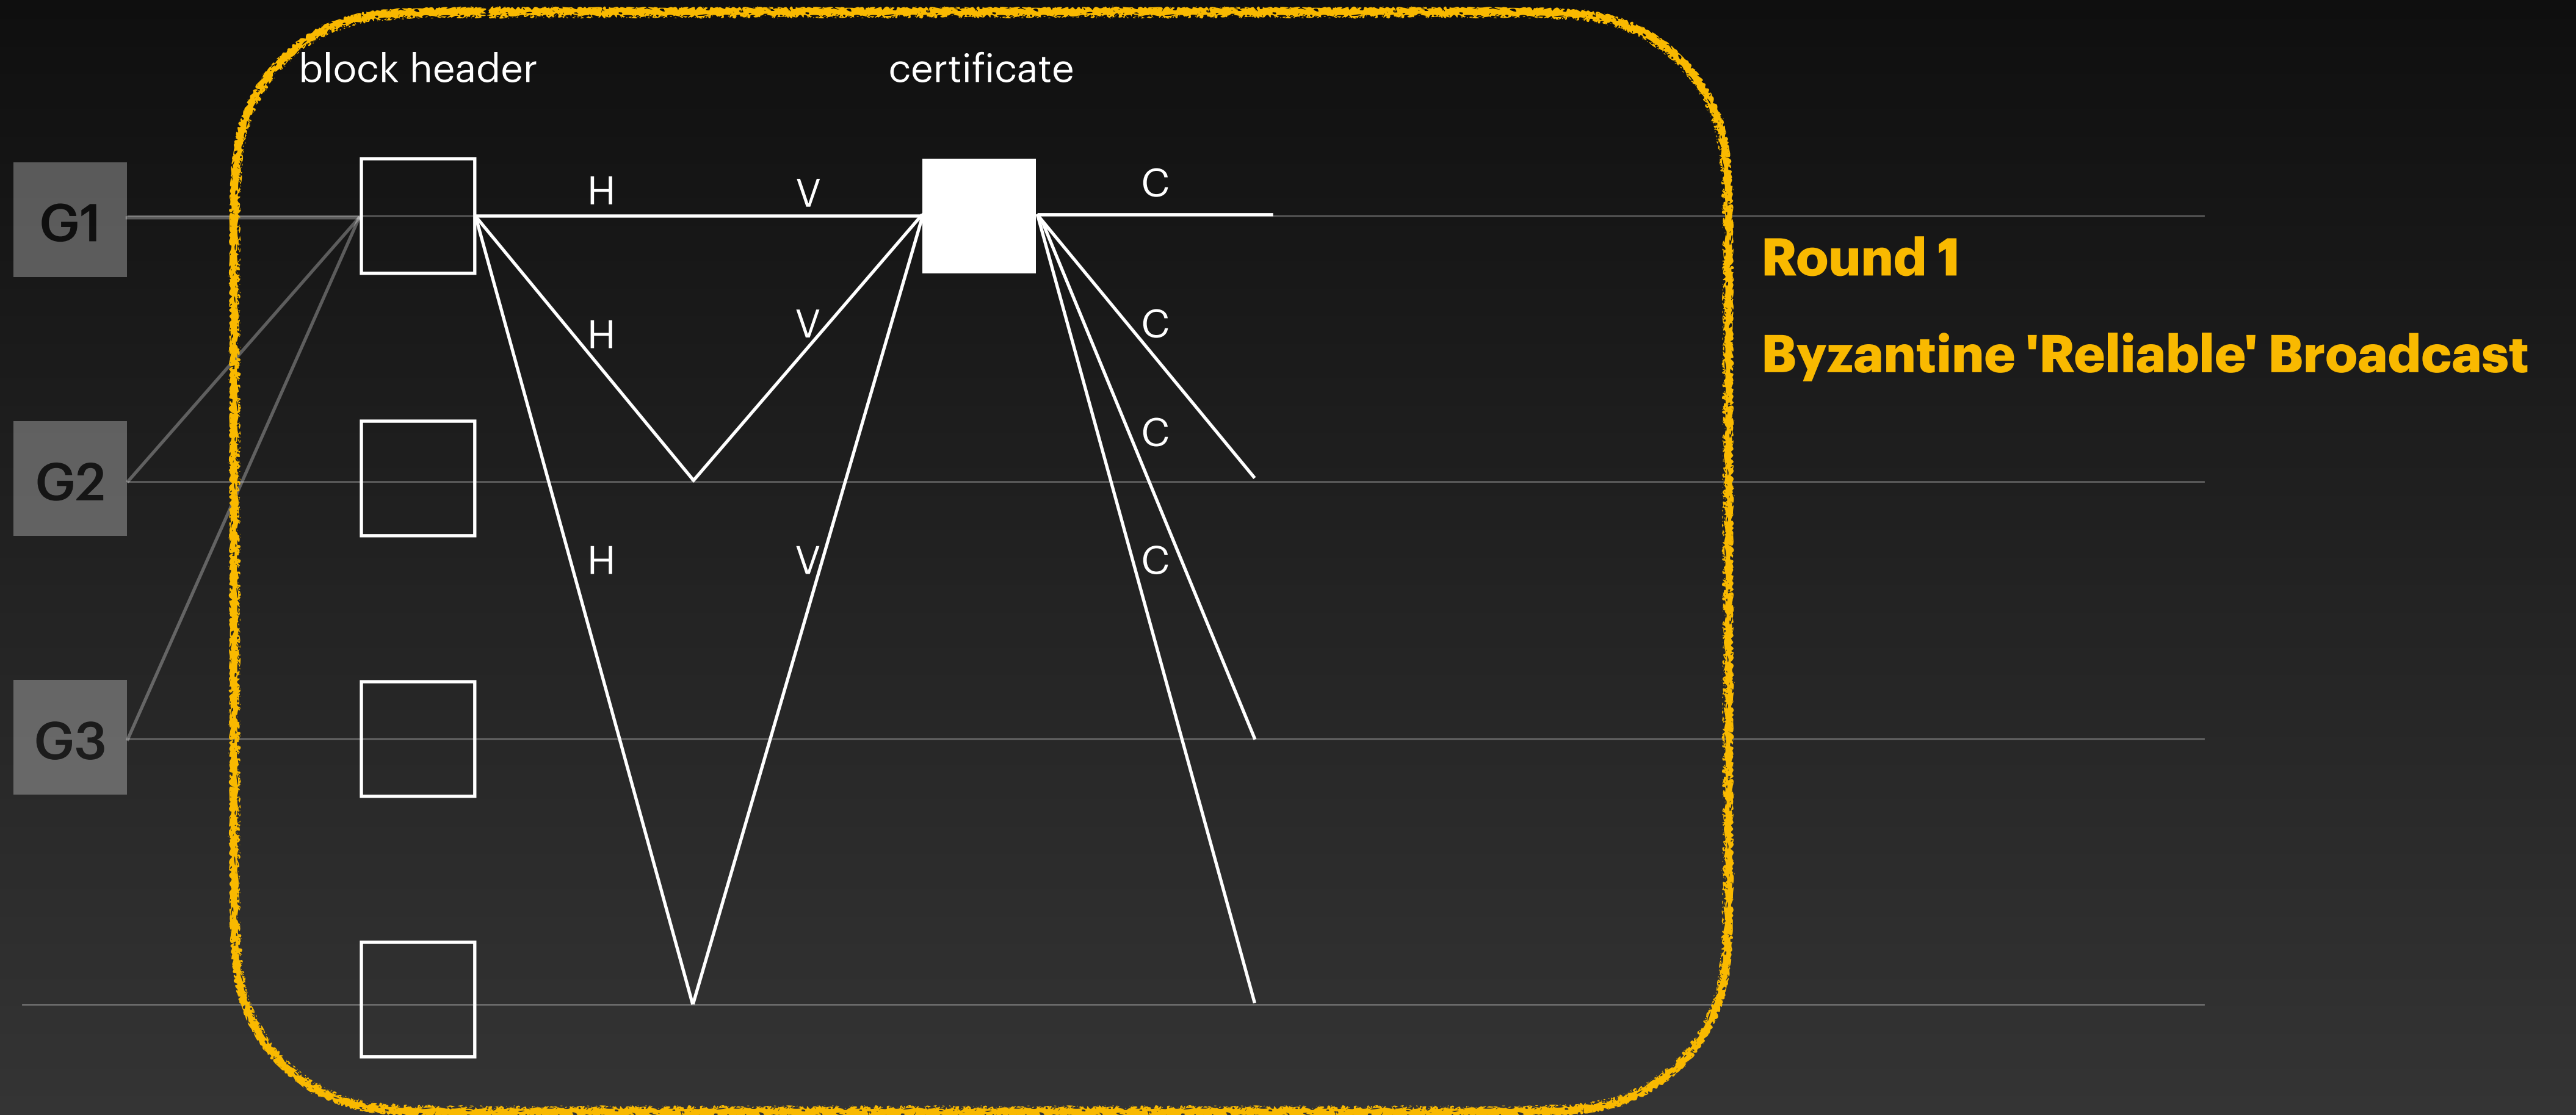 block header
certificate
G1
H
V
C
Round 1
H
V
C
Byzantine 'Reliable' Broadcast
C
G2
H
V
C
G3